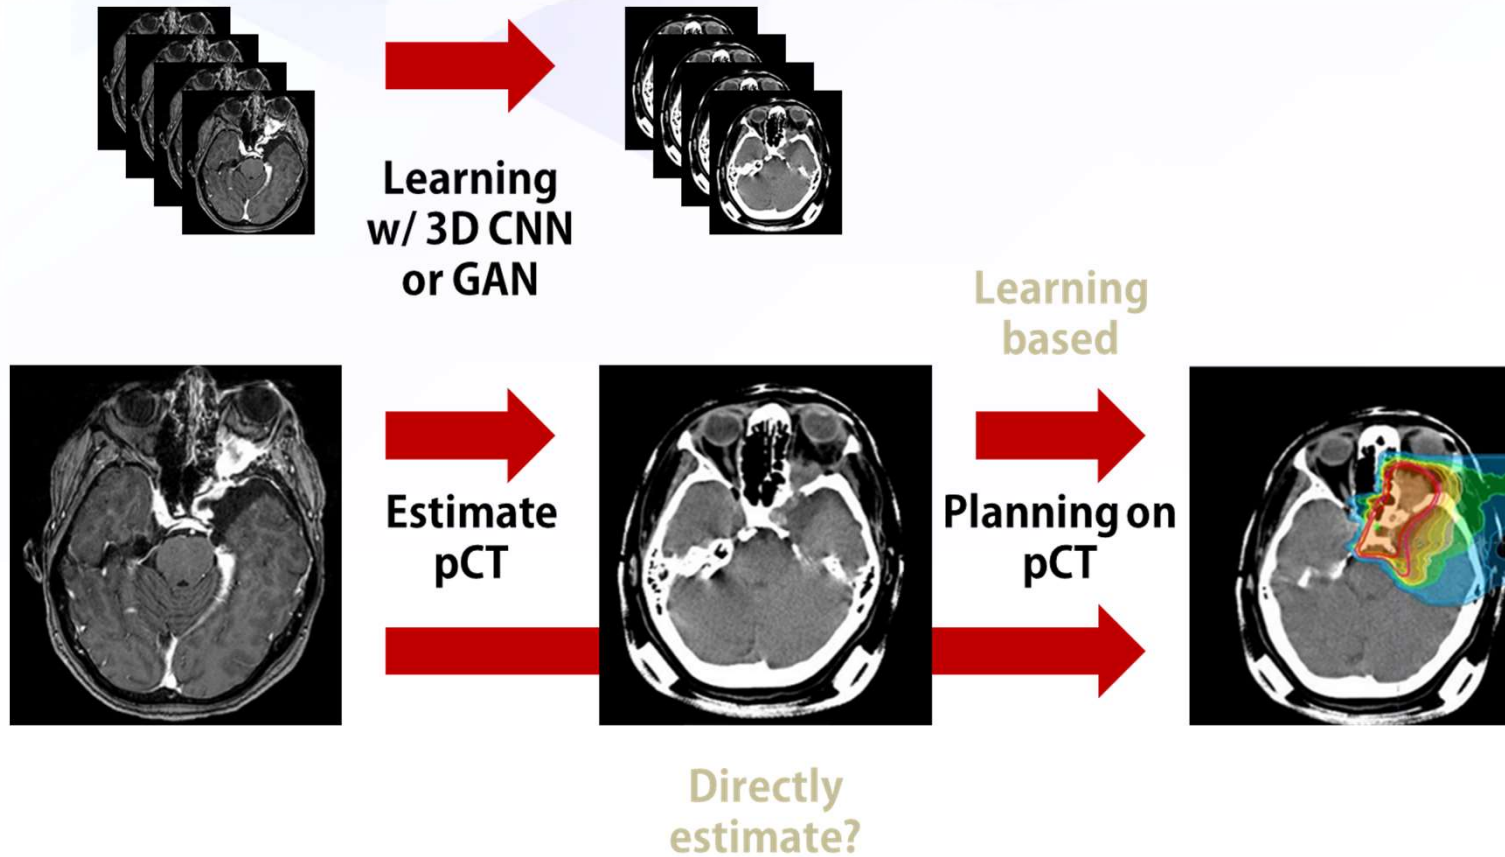 Learning
w/ 3D CNN
or GAN
Learning
based
Estimate
pCT
Planning on
pCT
Directly
estimate?